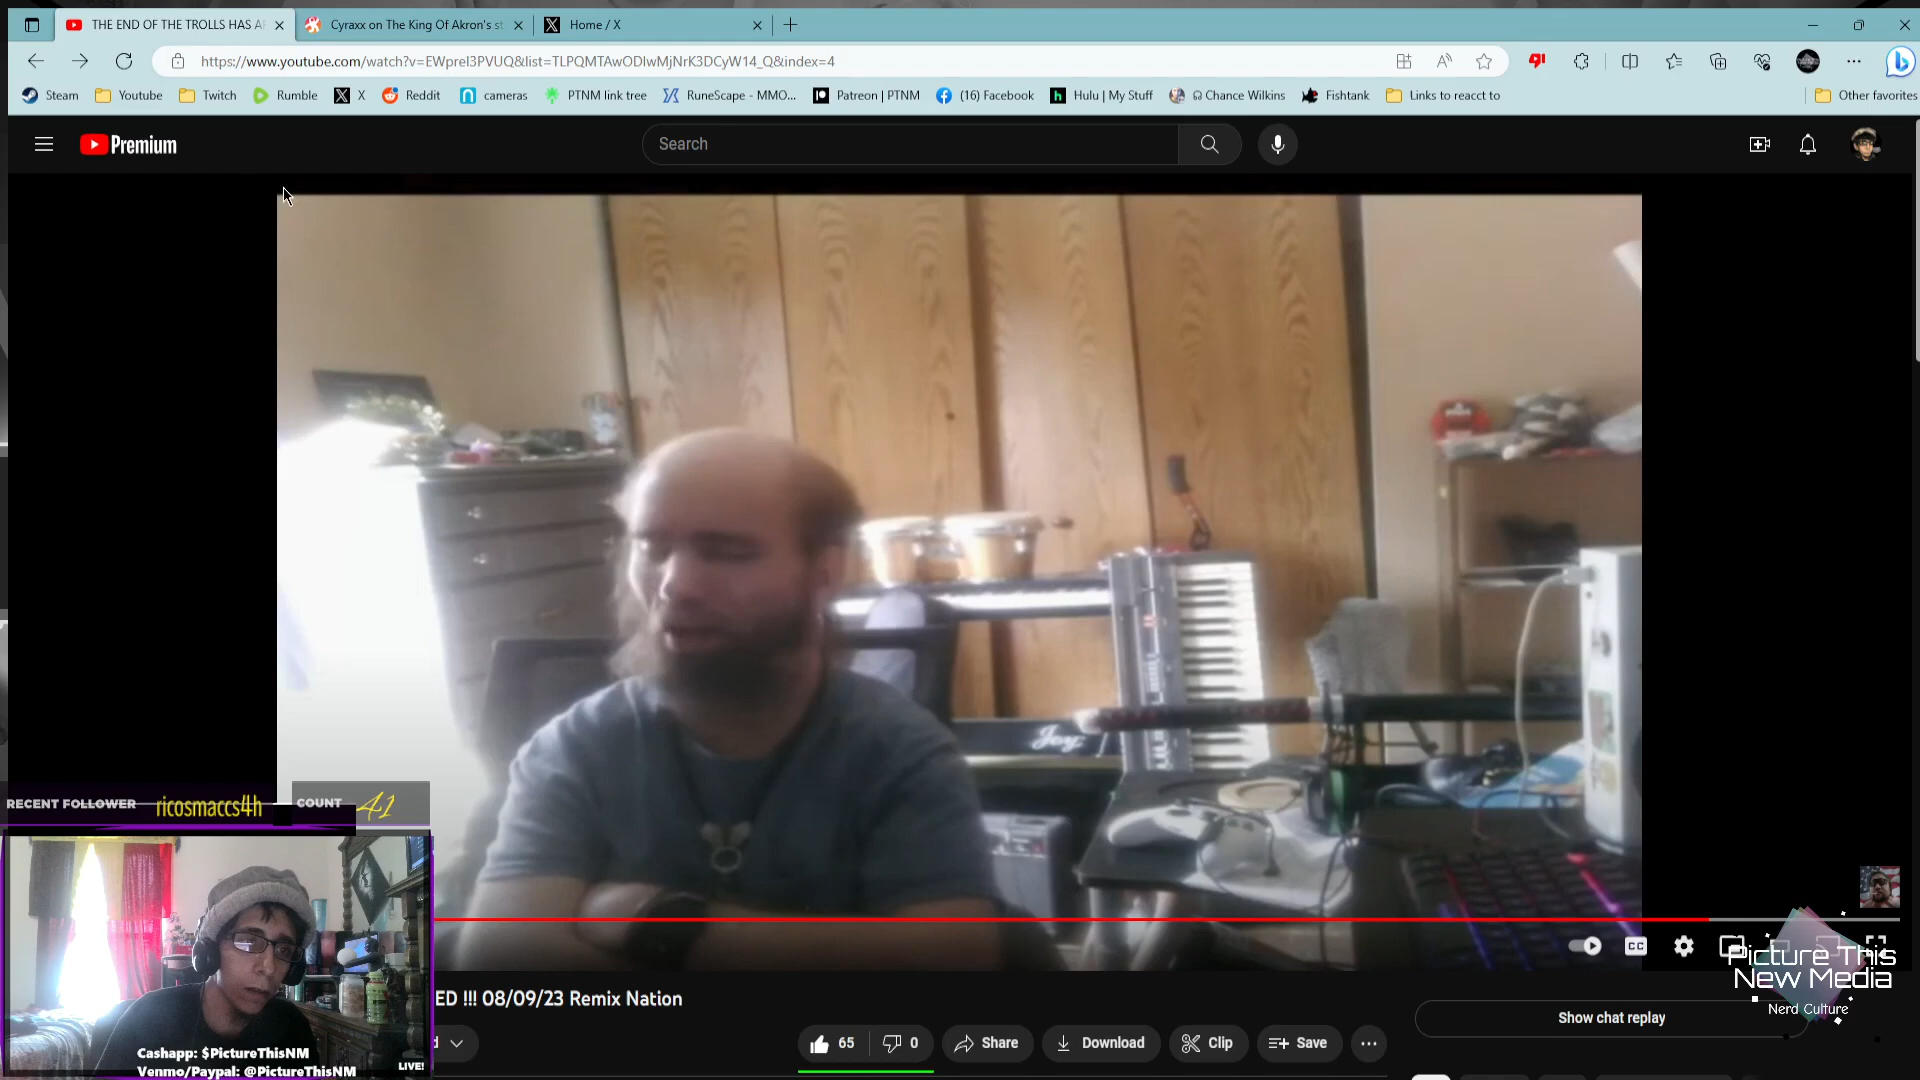 THE END OF THE TROLLS HAS A
Cyraxx on The King Of Akron's st
Home / X
https://www.youtube.com/watch?v=EWpreI3PVUQ&list=TLPQMTAwODIwMjNrK3DCyW14_Q&index=4
Steam
Youtube
Twitch
Rumble
X
Reddit
cameras
PTNM link tree
RuneScape - MMO...
Patreon | PTNM
(16) Facebook
Hulu | My Stuff
Chance Wilkins
Fishtank
Links to reacct to
Other favorites
Premium
Search
Joy
RECENT FOLLOWER ricosmaccs4h
COUNT 41
CC
Picture This
New Media
Nerd Culture
ED !!! 08/09/23 Remix Nation
Show chat replay
d
65
0
Share
Download
Clip
Save
Cashapp: $PictureThisNM
Venmo/Paypal: @PictureThisNM
LIVE!